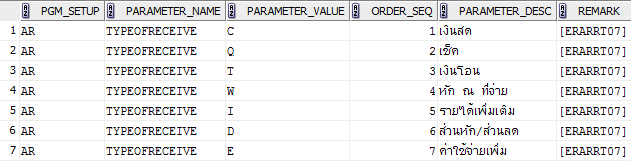 PGM_SETUP PARAMETER_NAME PARAMETER_VALUE ORDER_SEQ PARAMETER_DESC REMARK
1 AR TYPEOFRECEIVE C 1 เงินสด [ERARRT07]
2 AR TYPEOFRECEIVE Q 2 เช็ค [ERARRT07]
3 AR TYPEOFRECEIVE T 3 เงินโอน [ERARRT07]
4 AR TYPEOFRECEIVE W 4 หัก ณ ที่จ่าย [ERARRT07]
5 AR TYPEOFRECEIVE I 5 รายได้เพิ่มเติม [ERARRT07]
6 AR TYPEOFRECEIVE D 6 ส่วนหัก/ส่วนลด [ERARRT07]
7 AR TYPEOFRECEIVE E 7 ค่าใช้จ่ายเพิ่ม [ERARRT07]